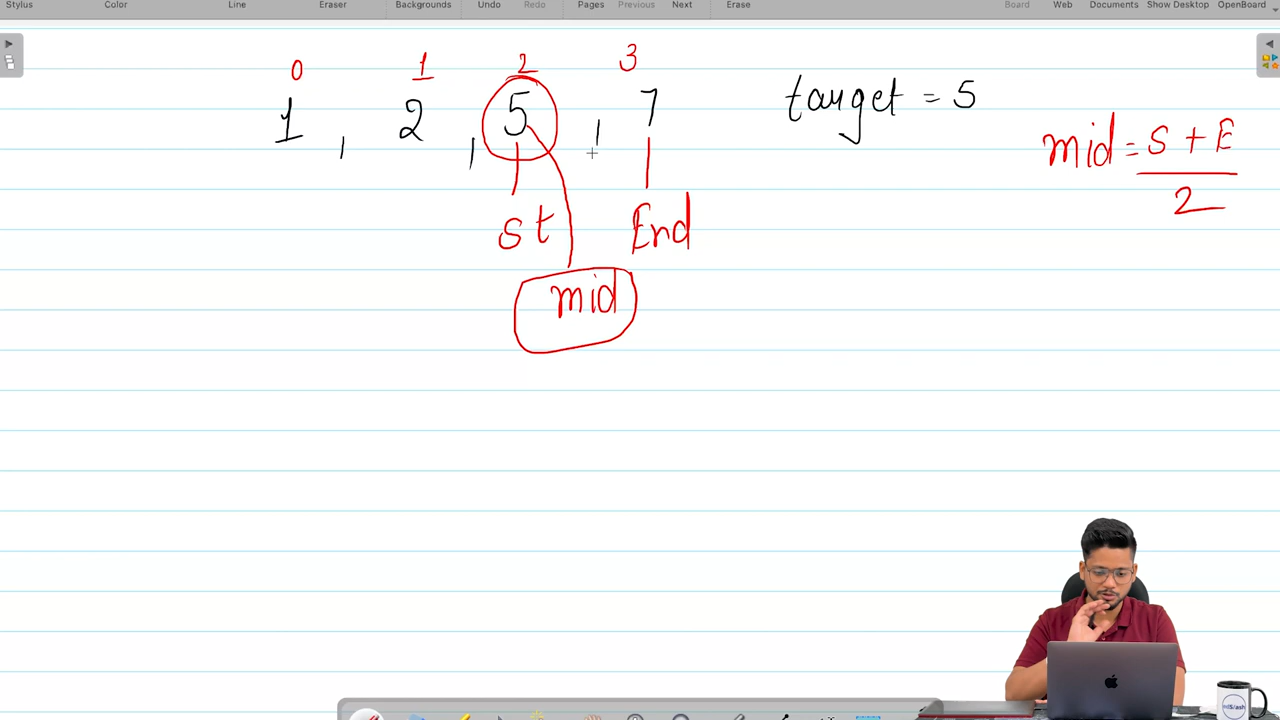 Stylus Color Line Eraser Backgrounds Undo Redo Pages Previous Next Erase Board Web Documents Show Desktop OpenBoard
0 1 2 3
1 , 2 , 5 , 7 target = 5
mid = S + E
2
st End
mid